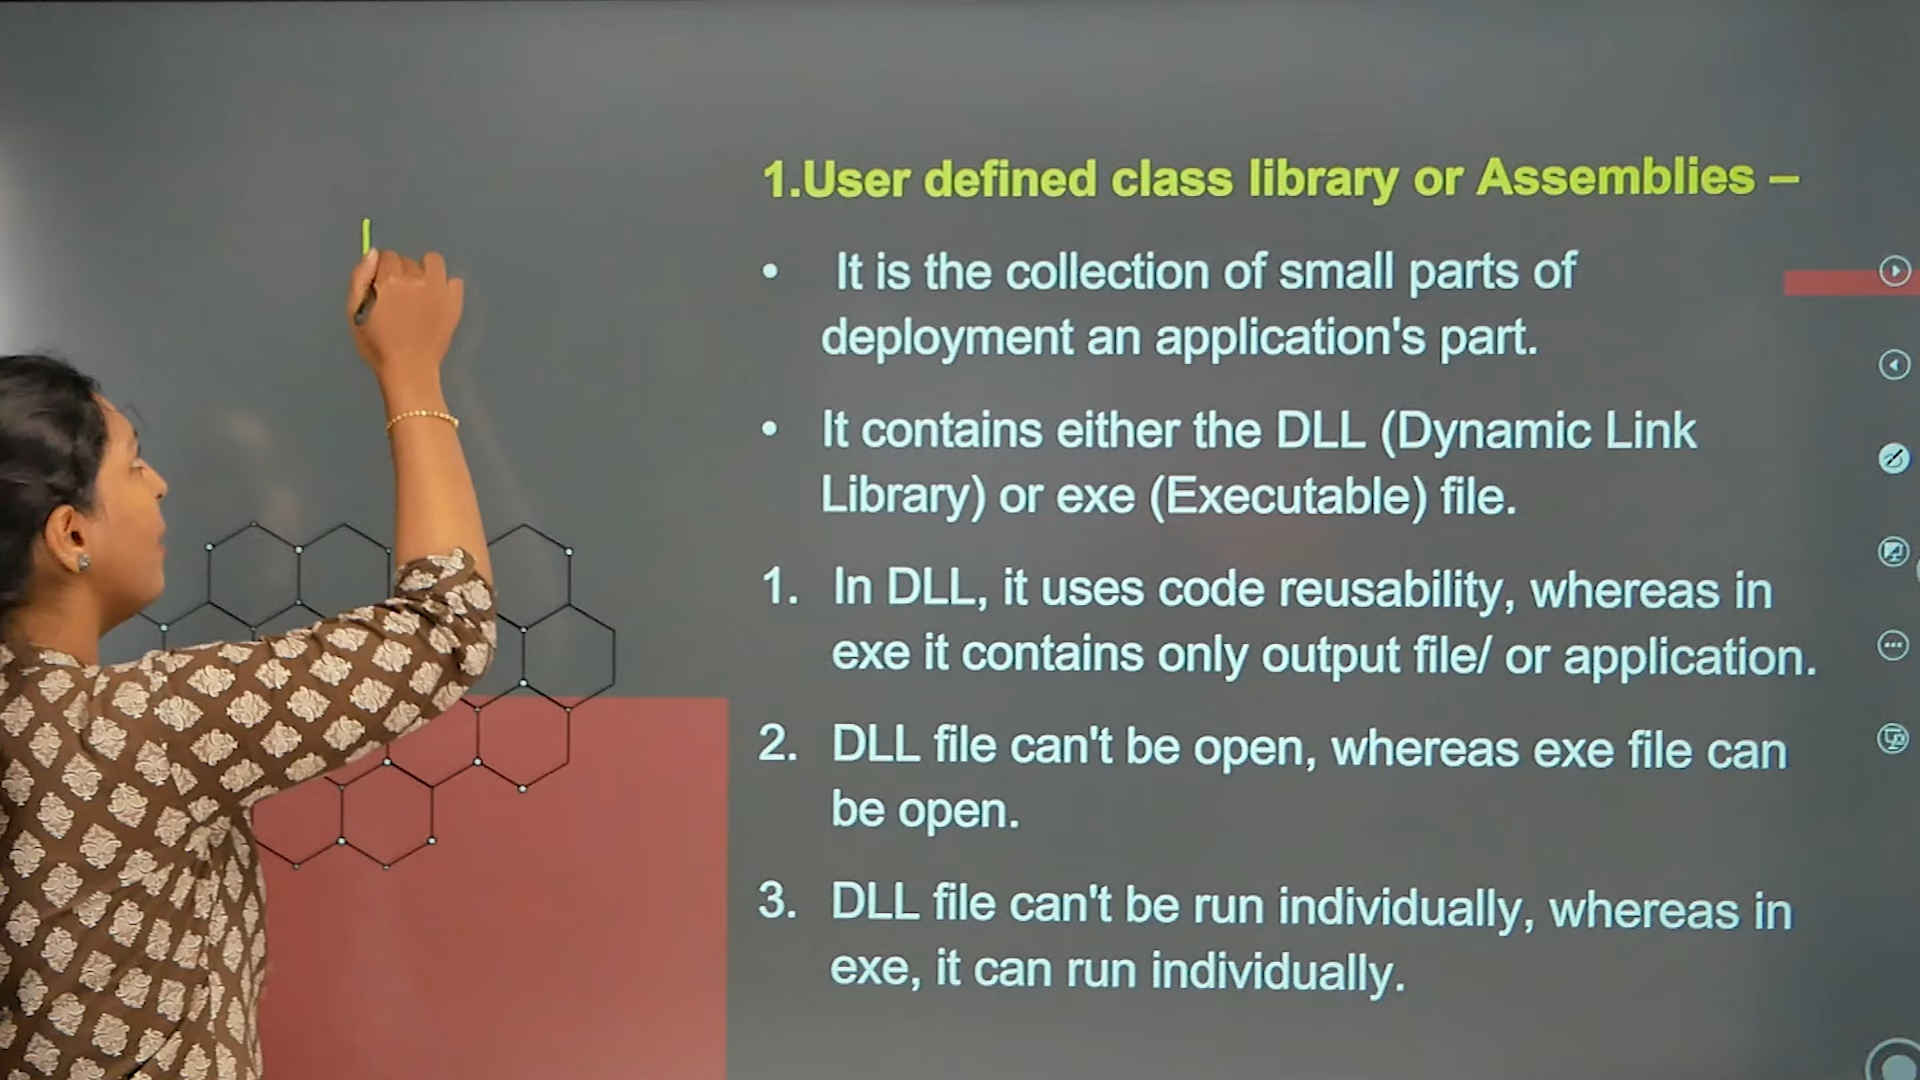 1.User defined class library or Assemblies –
• It is the collection of small parts of
deployment an application's part.
• It contains either the DLL (Dynamic Link
Library) or exe (Executable) file.
1. In DLL, it uses code reusability, whereas in
exe it contains only output file/ or application.
2. DLL file can't be open, whereas exe file can
be open.
3. DLL file can't be run individually, whereas in
exe, it can run individually.